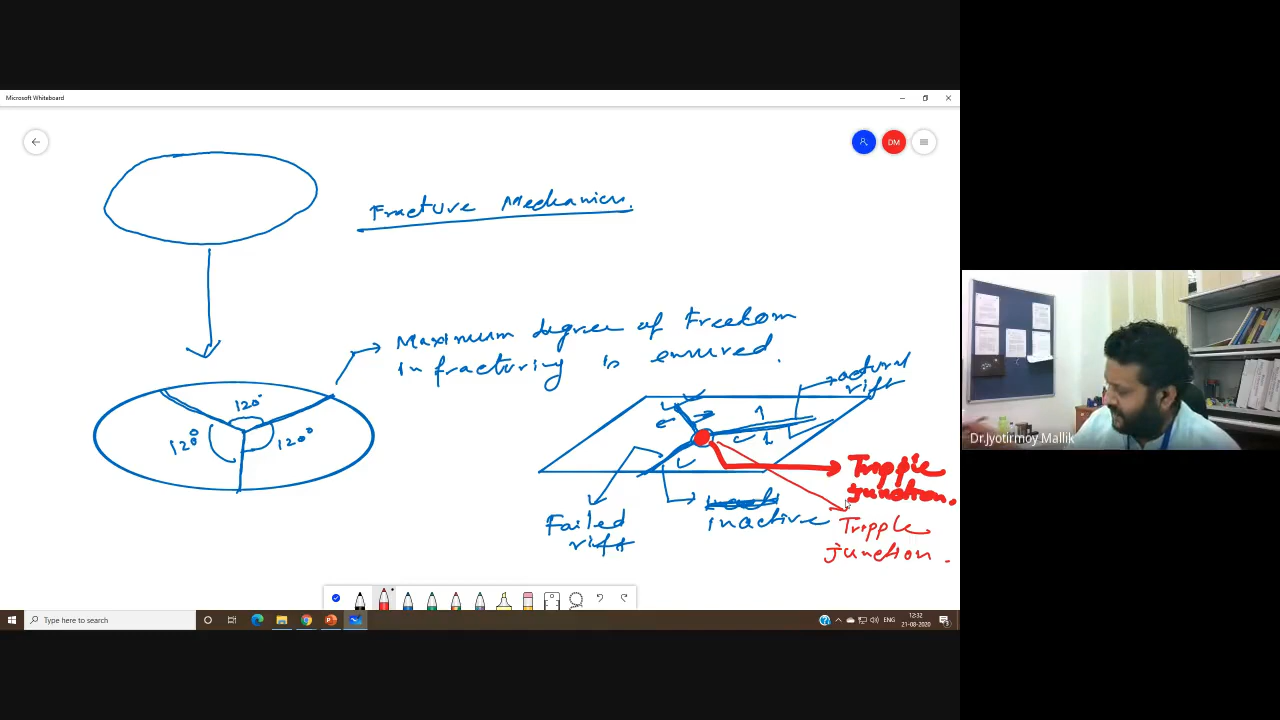 Microsoft Whiteboard
DM
Fracture Mechanics.
Maximum degree of Freedom
in fracturing is ensured.
120°
120°
120°
actural
rift
Tripple
junction.
Failed
rift
inactive
Tripple
junction.
Dr.Jyotirmoy Mallik
Type here to search
ENG
12:32
21-08-2020